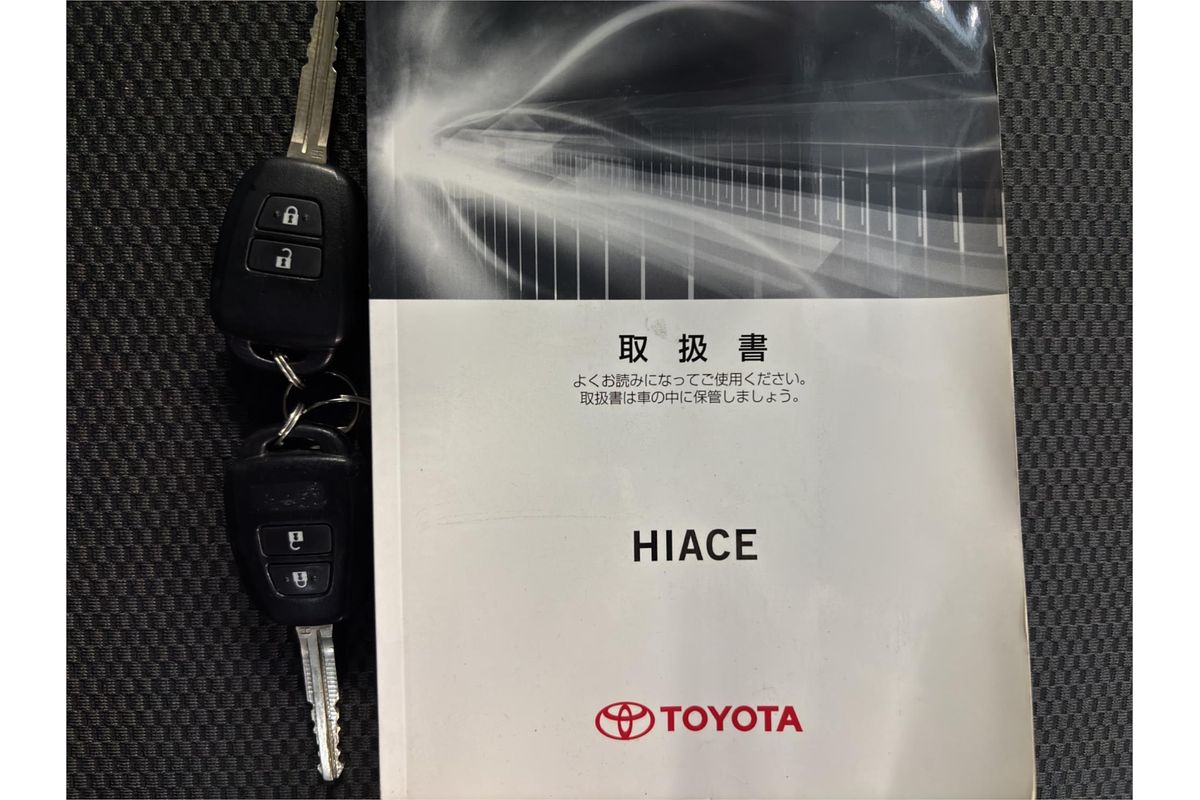 取扱書
よくお読みになってご使用ください。
取扱書は車の中に保管しましょう。
HIACE
TOYOTA